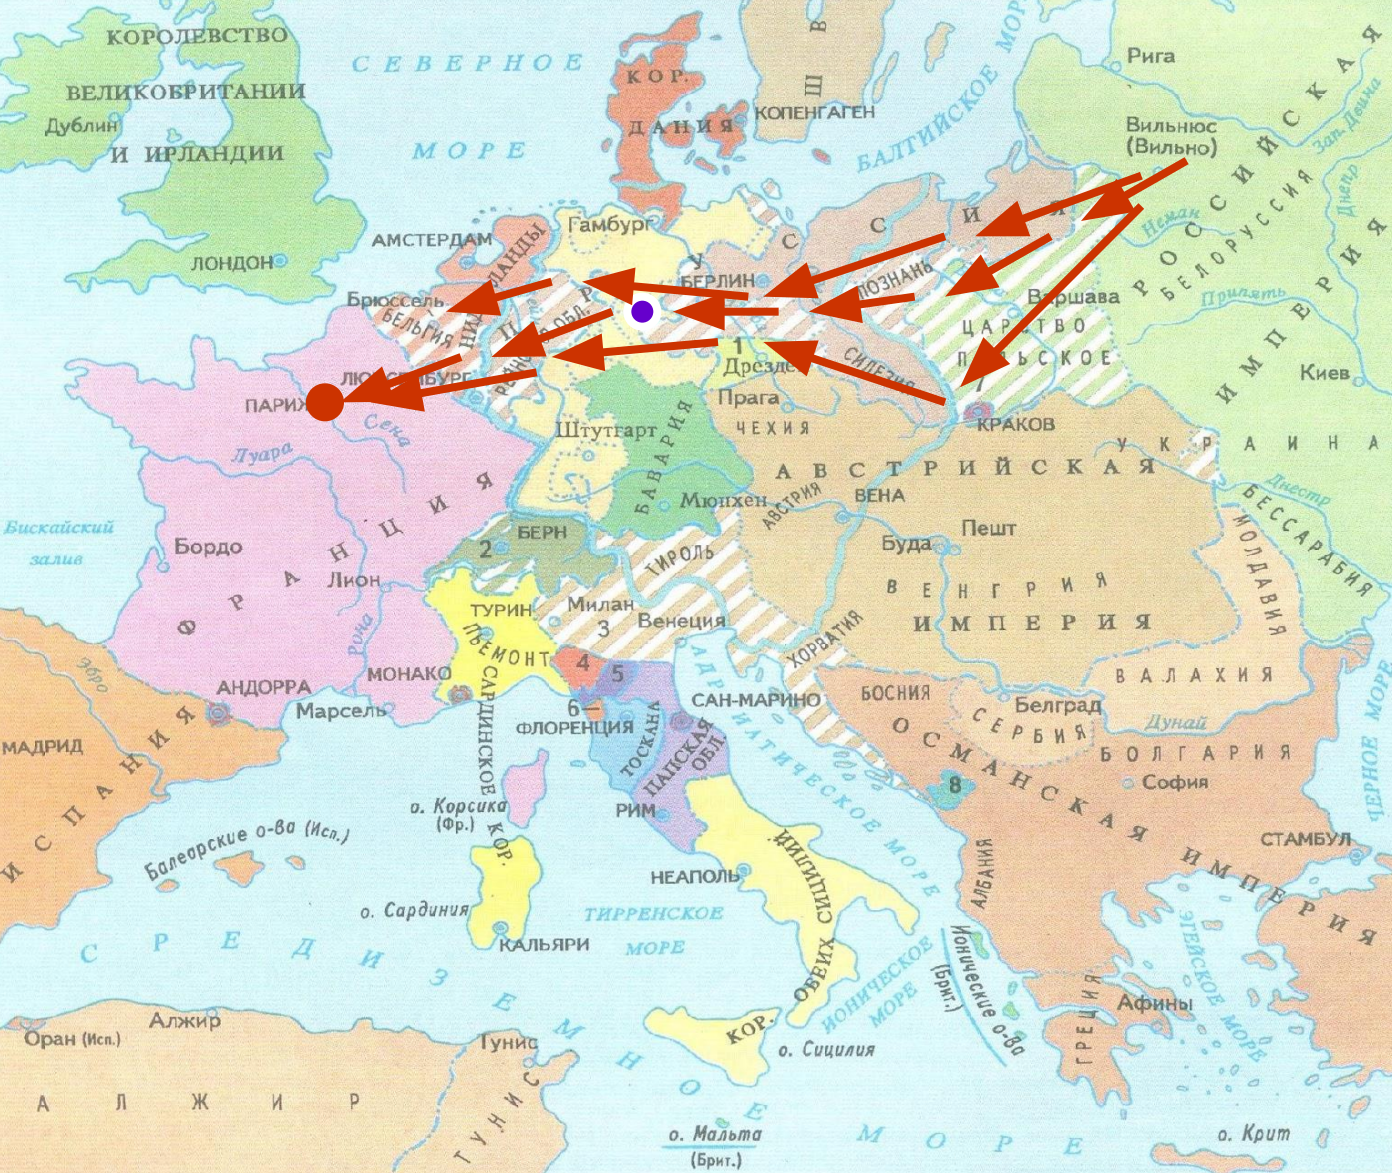 КОРОЛЕВСТВО
ВЕЛИКОБРИТАНИИ
И ИРЛАНДИИ
Дублин
ЛОНДОН
СЕВЕРНОЕ
МОРЕ
КОР.
ДАНИЯ
КОПЕНГАГЕН
ШВ
БАЛТИЙСКОЕ МОР
Рига
Вильнюс
(Вильно)
Зап. Двина
Днепр
Неман
РОССИЙСКАЯ
БЕЛОРУССИЯ
ИМПЕРИЯ
Припять
Киев
УКРАИНА
Днестр
БЕССАРАБИЯ
МОЛДАВИЯ
АМСТЕРДАМ
Гамбург
Брюссель
БЕЛЬГИЯ
БЕРЛИН
ПОЗНАНЬ
СИЛЕЗИЯ
Варшава
ЦАРСТВО
ПОЛЬСКОЕ
7
КРАКОВ
1
Дрезде
Прага
ЧЕХИЯ
ПАРИЖ
Сена
Луара
Штутгарт
БАВАРИЯ
Мюнхен
АВСТРИЙСКАЯ
АВСТРИЯ
ВЕНА
Буда
Пешт
ВЕНГРИЯ
ИМПЕРИЯ
Бискайский
залив
Бордо
ФРАНЦИЯ
Лион
Рона
БЕРН
2
ТИРОЛЬ
ТУРИН
ПЬЕМОНТ
Милан
3
Венеция
ХОРВАТИЯ
МОНАКО
АНДОРРА
Марсель
Эбро
МАДРИД
ИСПАНИЯ
4
5
6
ФЛОРЕНЦИЯ
САН-МАРИНО
ТОСКАНА
ПАПСКАЯ
ОБЛ.
РИМ
АДРИАТИЧЕСКОЕ МОРЕ
БОСНИЯ
Белград
СЕРБИЯ
ВАЛАХИЯ
Дунай
БОЛГАРИЯ
София
ОСМАНСКАЯ ИМПЕРИЯ
8
АЛБАНИЯ
СТАМБУЛ
ЧЕРНОЕ МОРЕ
о. Корсика
(Фр.)
САРДИНСКОЕ КОР.
Балеарские о-ва (Исп.)
о. Сардиния
КАЛЬЯРИ
НЕАПОЛЬ
ТИРРЕНСКОЕ
МОРЕ
КОР.
ОБЕИХ СИЦИЛИЙ
о. Сицилия
ИОНИЧЕСКОЕ
МОРЕ
Ионические о-ва
(Брит.)
ГРЕЦИЯ
Афины
ЭГЕЙСКОЕ МОРЕ
СРЕДИЗЕМНОЕ МОРЕ
Оран (Исп.)
Алжир
АЛЖИР
Тунис
ТУНИС
о. Мальта
(Брит.)
о. Крит